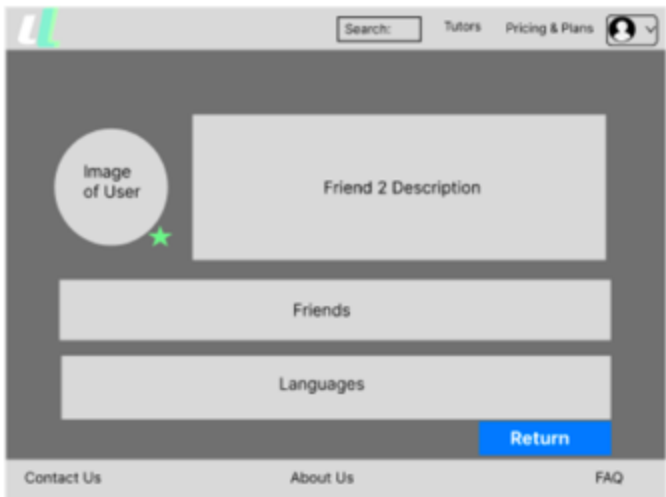 Search:
Tutors
Pricing & Plans
Image
of User
Friend 2 Description
Friends
Languages
Return
Contact Us
About Us
FAQ